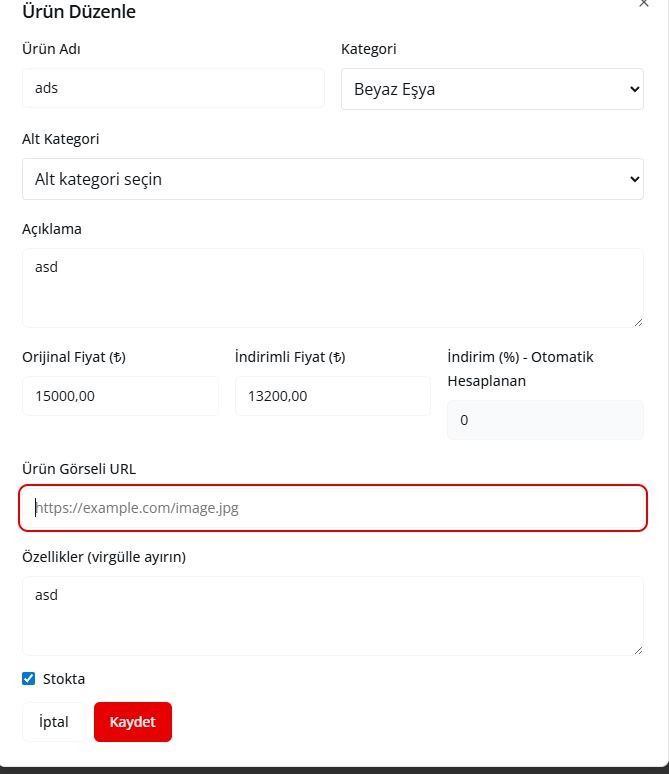 Ürün Düzenle
×
Ürün Adı
Kategori
ads
Beyaz Eşya
Alt Kategori
Alt kategori seçin
Açıklama
asd
Orijinal Fiyat (₺)
İndirimli Fiyat (₺)
İndirim (%) - Otomatik
Hesaplanan
15000,00
13200,00
0
Ürün Görseli URL
https://example.com/image.jpg
Özellikler (virgülle ayırın)
asd
Stokta
İptal
Kaydet